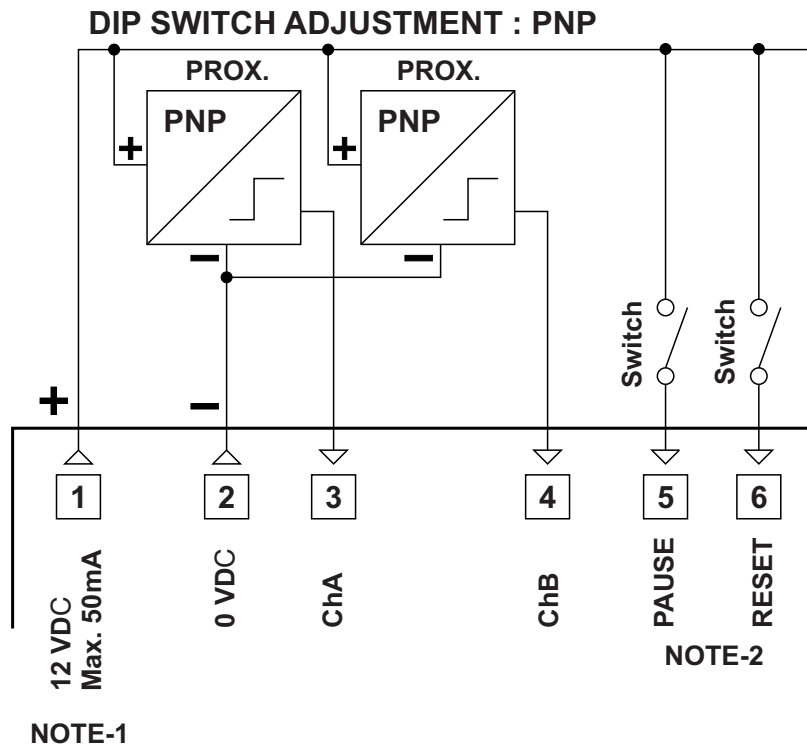 DIP SWITCH ADJUSTMENT : PNP
PROX.
PROX.
PNP
PNP
+
+
−
−
Switch
Switch
+
−
1
2
3
4
5
6
12 VDC
Max. 50mA
0 VDC
ChA
ChB
PAUSE
RESET
NOTE-2
NOTE-1